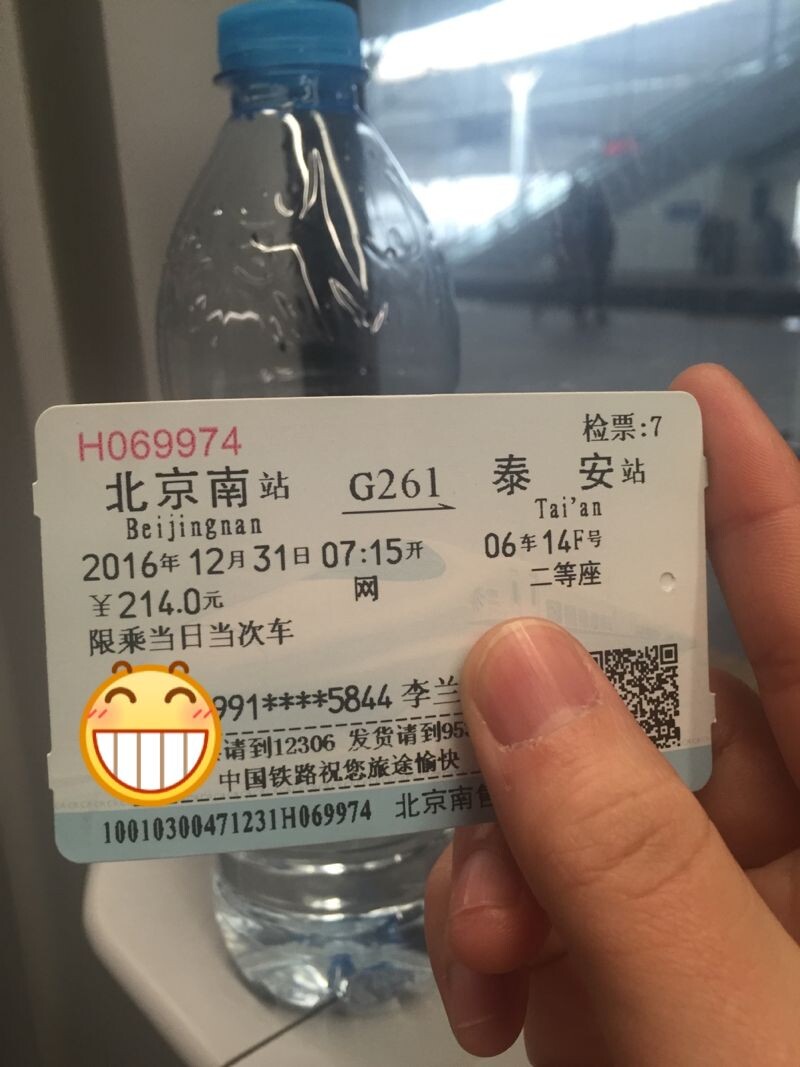 H069974 检票:7
北京南站 G261 泰安站
Beijingnan Tai'an
2016年12月31日07:15开 06车14F号
¥214.0元 网 二等座
限乘当日当次车
991****5844 李兰
请到12306 发货请到95
中国铁路祝您旅途愉快
10010300471231H069974 北京南售